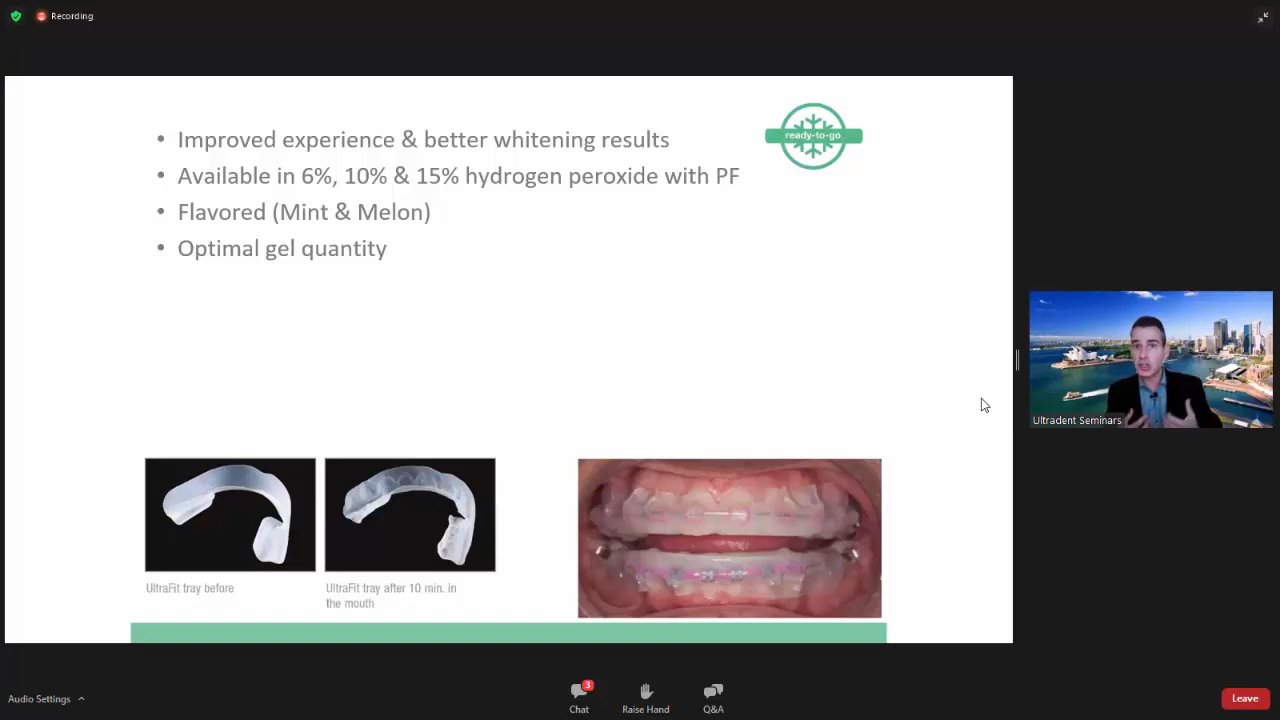 Recording
• Improved experience & better whitening results
• Available in 6%, 10% & 15% hydrogen peroxide with PF
• Flavored (Mint & Melon)
• Optimal gel quantity
ready-to-go
Ultradent Seminars
UltraFit tray before
UltraFit tray after 10 min. in
the mouth
Audio Settings
3
Chat
Raise Hand
Q&A
Leave